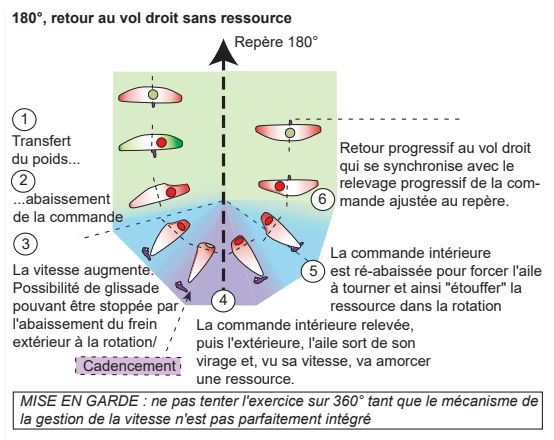 180°, retour au vol droit sans ressource
Repère 180°
1
Transfert
du poids...
2
...abaissement
de la commande
3
La vitesse augmente.
Possibilité de glissade
pouvant être stoppée par
l'abaissement du frein
extérieur à la rotation/
Cadencement
4
La commande intérieure relevée,
puis l'extérieure, l'aile sort de son
virage et, vu sa vitesse, va amorcer
une ressource.
5
La commande intérieure
est ré-abaissée pour forcer l'aile
à tourner et ainsi "étouffer" la
ressource dans la rotation
6
Retour progressif au vol droit
qui se synchronise avec le
relevage progressif de la com-
mande ajustée au repère.
MISE EN GARDE : ne pas tenter l'exercice sur 360° tant que le mécanisme de
la gestion de la vitesse n'est pas parfaitement intégré